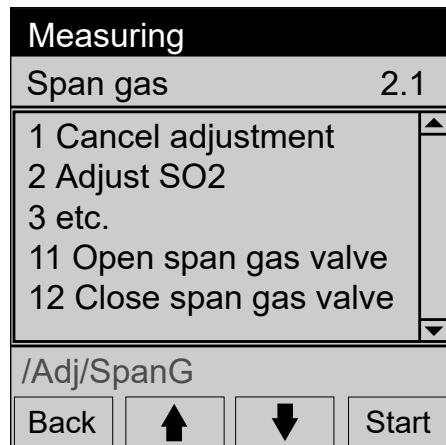 Measuring
Span gas 2.1
1 Cancel adjustment
2 Adjust SO2
3 etc.
11 Open span gas valve
12 Close span gas valve
/Adj/SpanG
Back Start